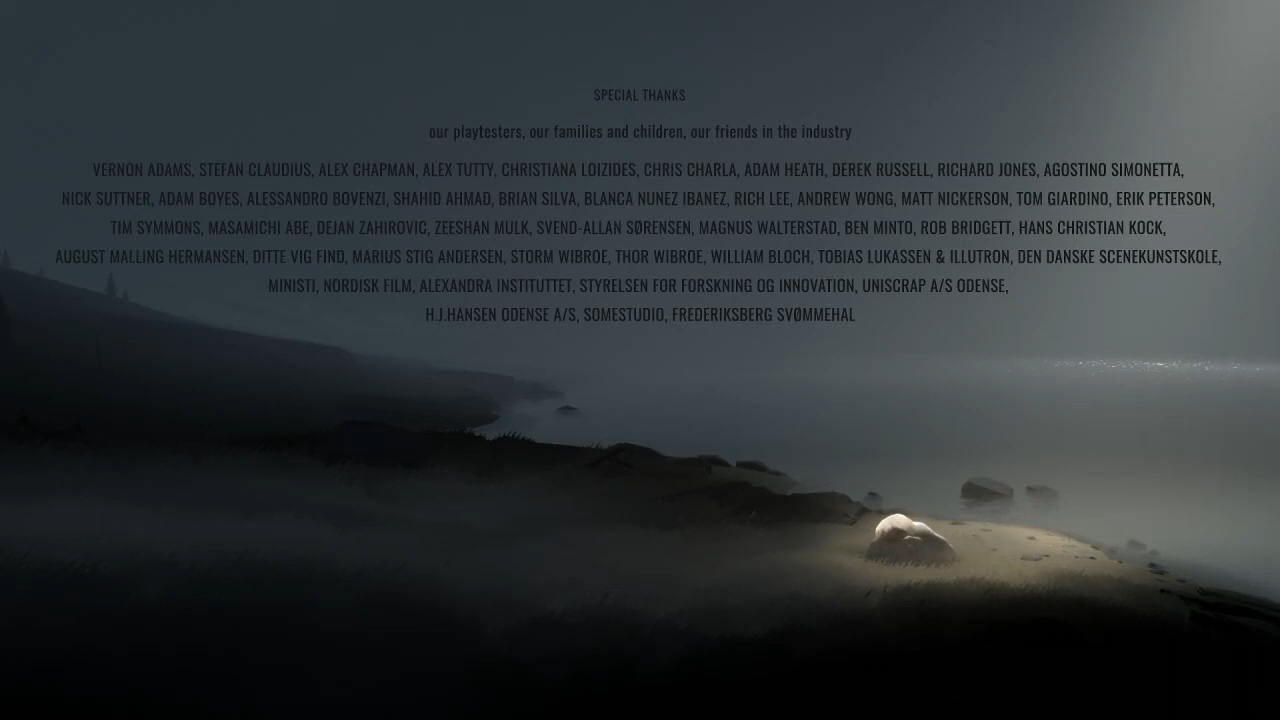 SPECIAL THANKS
our playtesters, our families and children, our friends in the industry
VERNON ADAMS, STEFAN CLAUDIUS, ALEX CHAPMAN, ALEX TUTTY, CHRISTIANA LOIZIDES, CHRIS CHARLA, ADAM HEATH, DEREK RUSSELL, RICHARD JONES, AGOSTINO SIMONETTA,
NICK SUTTNER, ADAM BOYES, ALESSANDRO BOVENZI, SHAHID AHMAD, BRIAN SILVA, BLANCA NUNEZ IBANEZ, RICH LEE, ANDREW WONG, MATT NICKERSON, TOM GIARDINO, ERIK PETERSON,
TIM SYMMONS, MASAMICHI ABE, DEJAN ZAHIROVIC, ZEESHAN MULK, SVEND-ALLAN SØRENSEN, MAGNUS WALTERSTAD, BEN MINTO, ROB BRIDGETT, HANS CHRISTIAN KOCK,
AUGUST MALLING HERMANSEN, DITTE VIG FIND, MARIUS STIG ANDERSEN, STORM WIBROE, THOR WIBROE, WILLIAM BLOCH, TOBIAS LUKASSEN & ILLUTRON, DEN DANSKE SCENEKUNSTSKOLE,
MINISTI, NORDISK FILM, ALEXANDRA INSTITUTTET, STYRELSEN FOR FORSKNING OG INNOVATION, UNISCRAP A/S ODENSE,
H.J.HANSEN ODENSE A/S, SOMESTUDIO, FREDERIKSBERG SVØMMEHAL